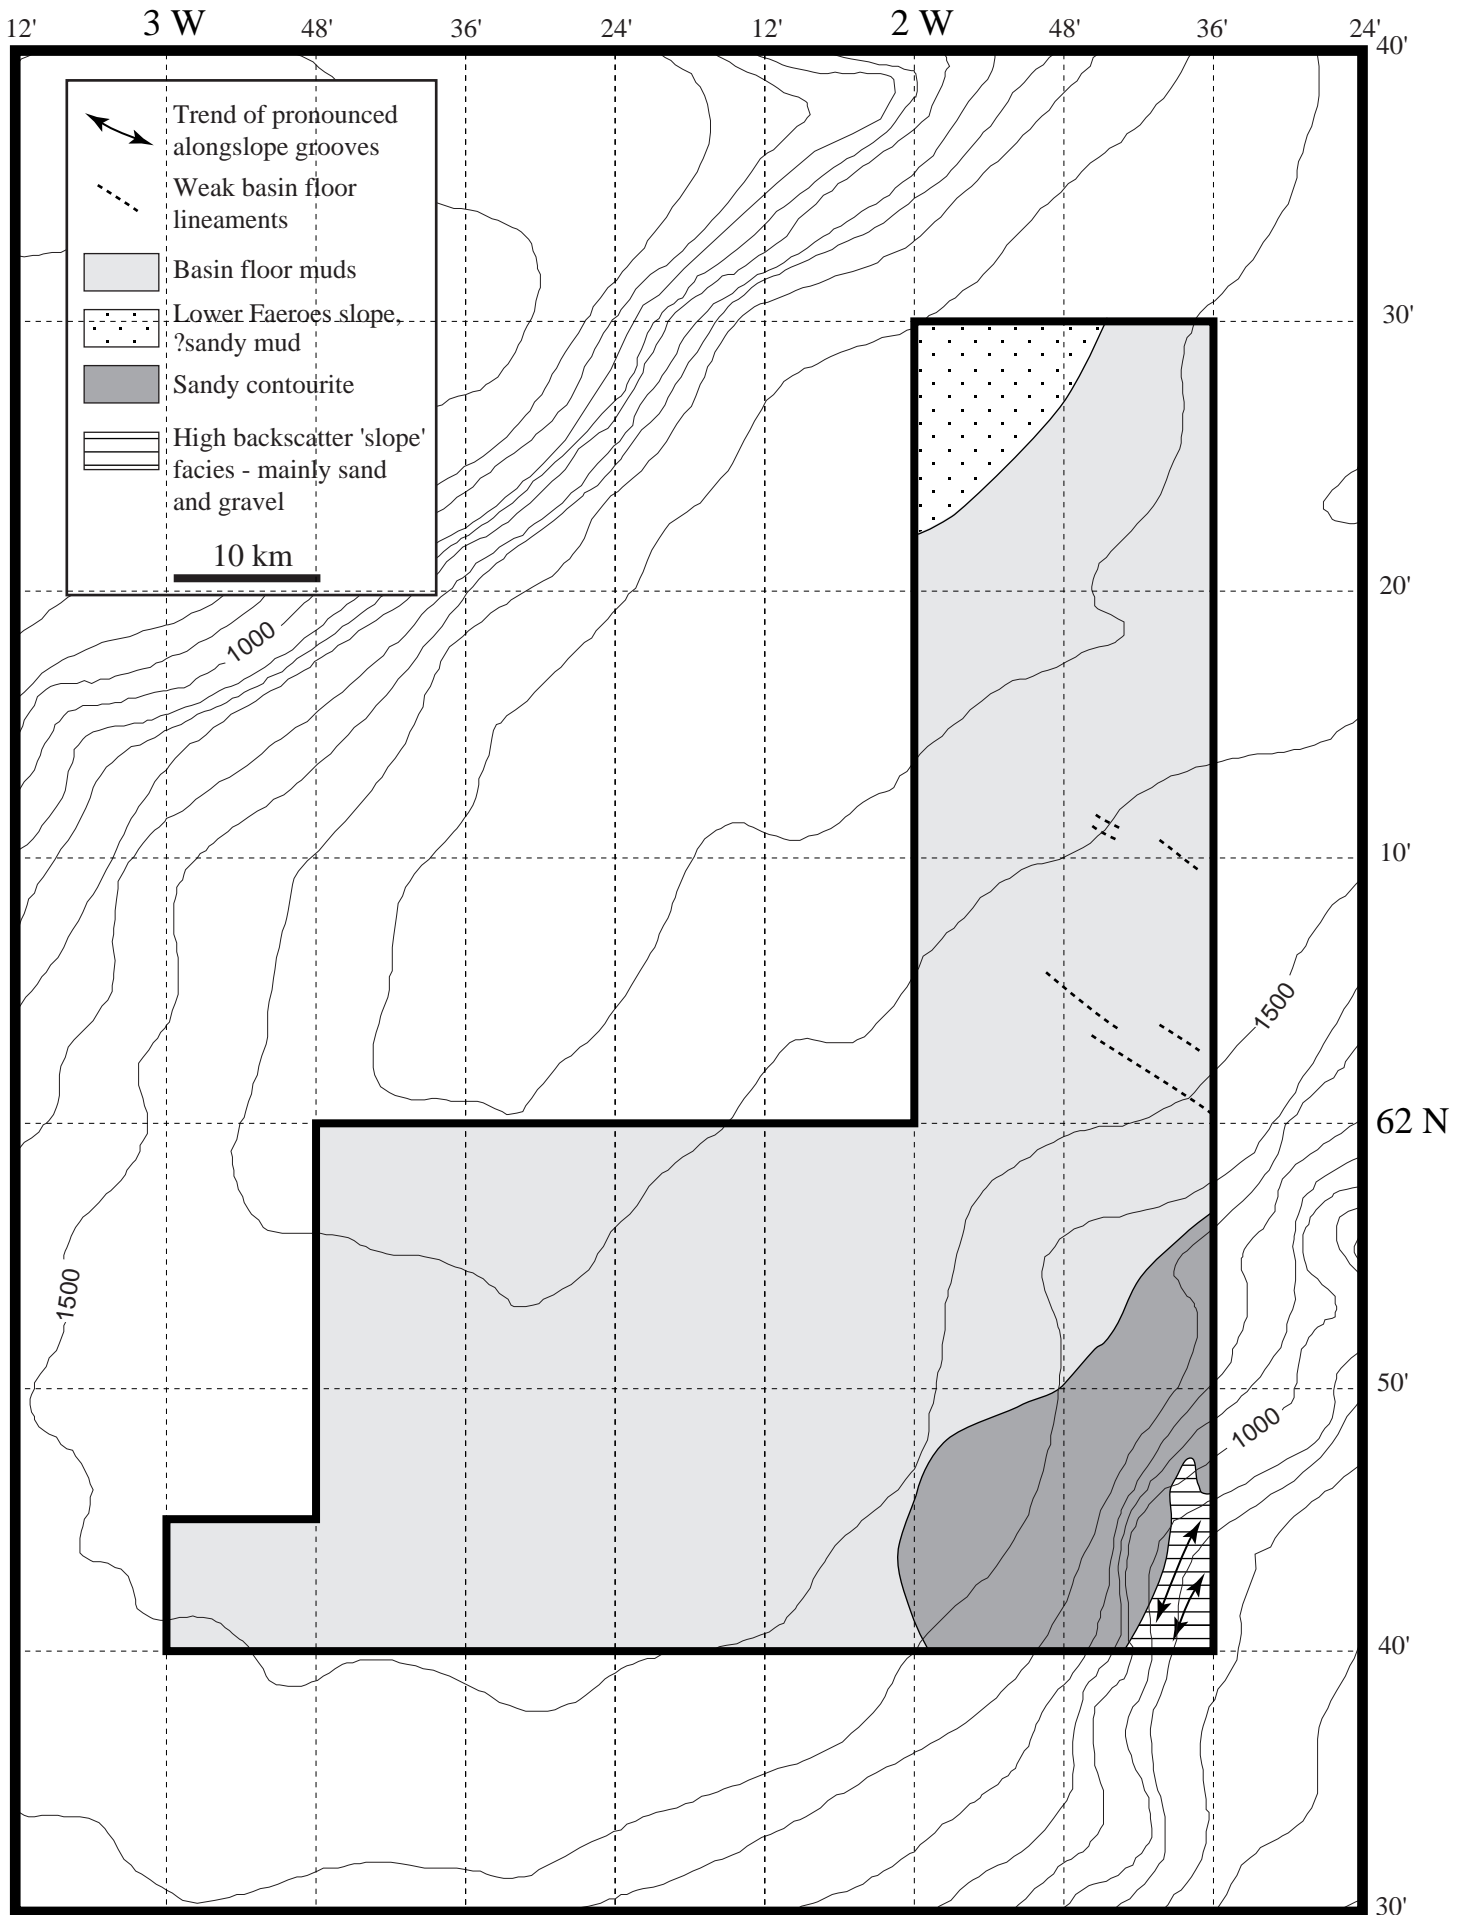 12'
3 W
48'
36'
24'
12'
2 W
48'
36'
24'
40'
Trend of pronounced
alongslope grooves
Weak basin floor
lineaments
Basin floor muds
Lower Faeroes slope,
?sandy mud
Sandy contourite
High backscatter 'slope'
facies - mainly sand
and gravel
10 km
30'
20'
1000
10'
1500
62 N
1500
50'
1000
40'
30'